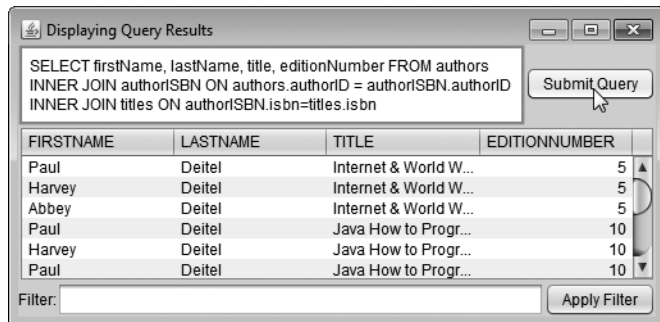 Displaying Query Results
SELECT firstName, lastName, title, editionNumber FROM authors
INNER JOIN authorISBN ON authors.authorID = authorISBN.authorID
INNER JOIN titles ON authorISBN.isbn=titles.isbn
Submit Query
FIRSTNAME LASTNAME TITLE EDITIONNUMBER
Paul Deitel Internet & World W... 5
Harvey Deitel Internet & World W... 5
Abbey Deitel Internet & World W... 5
Paul Deitel Java How to Progr... 10
Harvey Deitel Java How to Progr... 10
Paul Deitel Java How to Progr... 10
Filter: Apply Filter